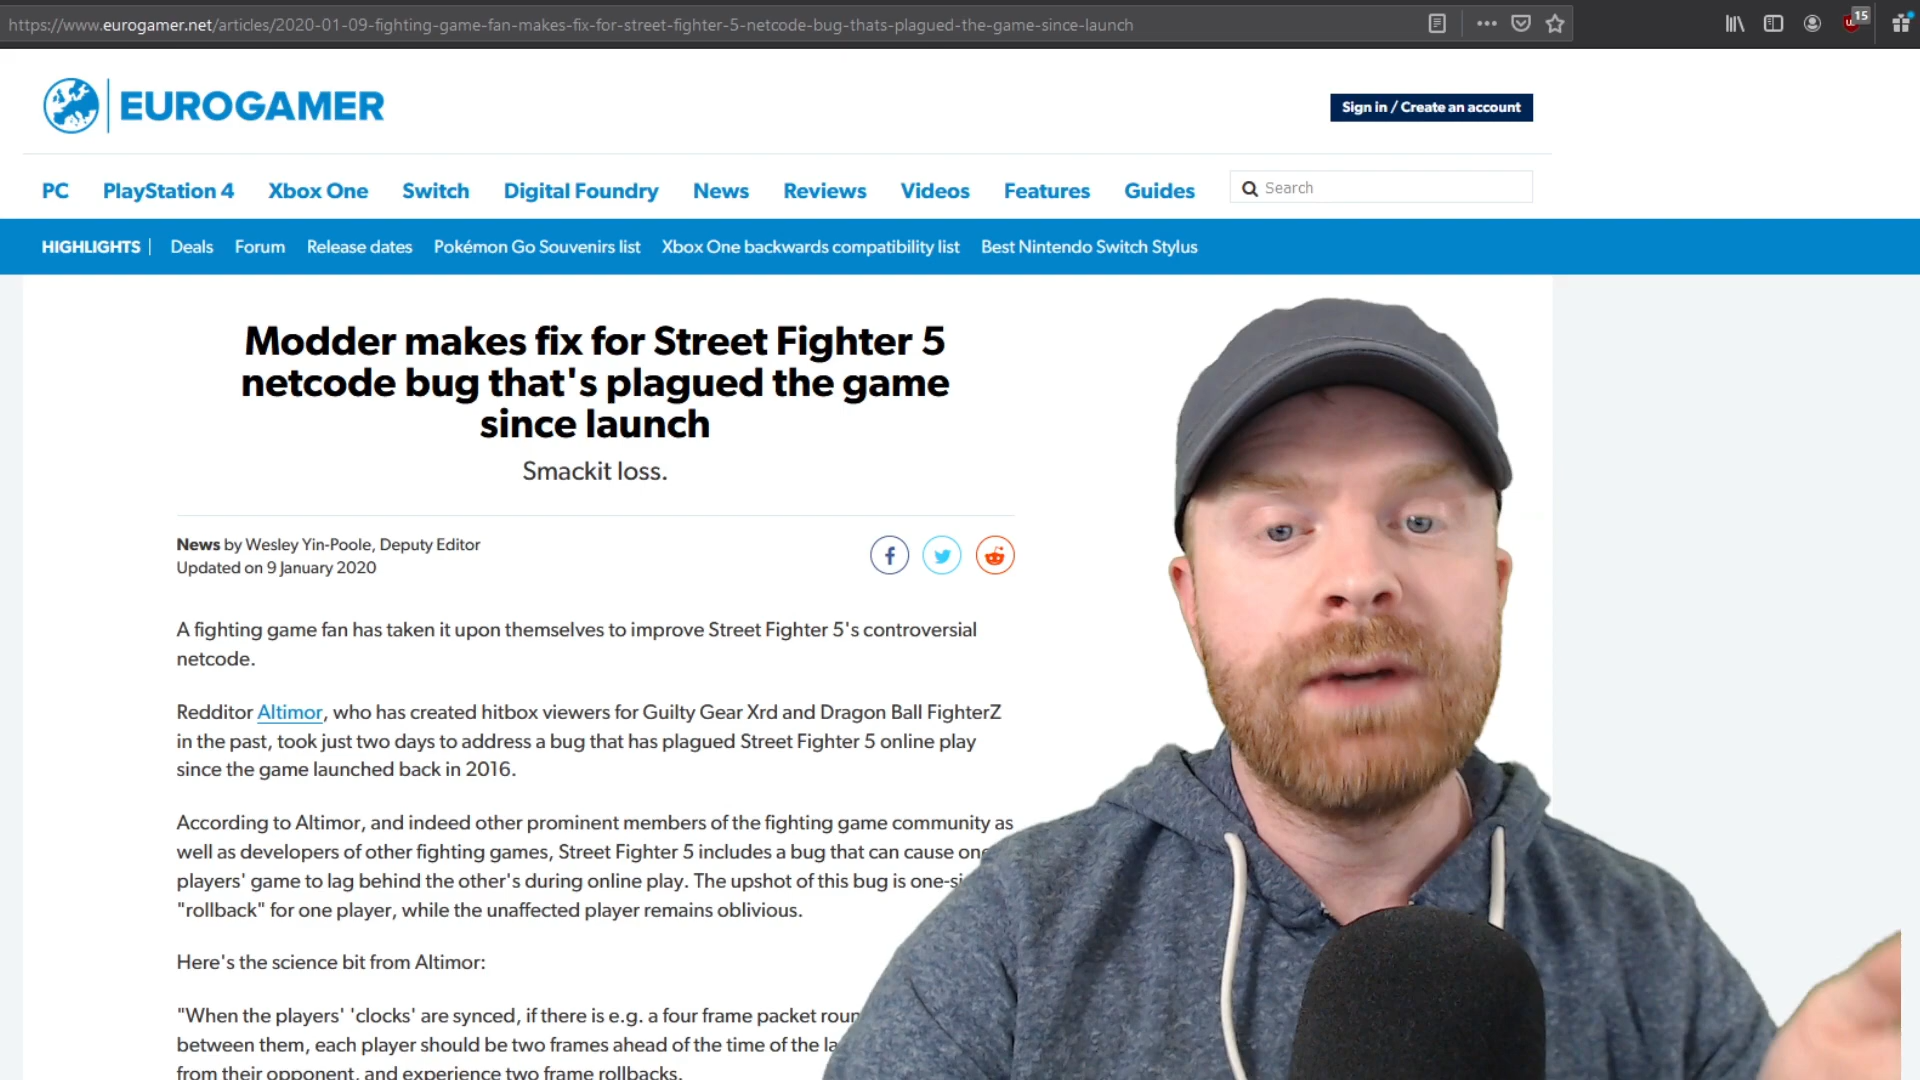 https://www.eurogamer.net/articles/2020-01-09-fighting-game-fan-makes-fix-for-street-fighter-5-netcode-bug-thats-plagued-the-game-since-launch
15
EUROGAMER
Sign in / Create an account
PC PlayStation 4 Xbox One Switch Digital Foundry News Reviews Videos Features Guides Search
HIGHLIGHTS | Deals Forum Release dates Pokémon Go Souvenirs list Xbox One backwards compatibility list Best Nintendo Switch Stylus
Modder makes fix for Street Fighter 5
netcode bug that's plagued the game
since launch
Smackit loss.
News by Wesley Yin-Poole, Deputy Editor
Updated on 9 January 2020
A fighting game fan has taken it upon themselves to improve Street Fighter 5's controversial
netcode.
Redditor Altimor, who has created hitbox viewers for Guilty Gear Xrd and Dragon Ball FighterZ
in the past, took just two days to address a bug that has plagued Street Fighter 5 online play
since the game launched back in 2016.
According to Altimor, and indeed other prominent members of the fighting game community as
well as developers of other fighting games, Street Fighter 5 includes a bug that can cause one
players' game to lag behind the other's during online play. The upshot of this bug is
"rollback" for one player, while the unaffected player remains oblivious.
Here's the science bit from Altimor:
"When the players' 'clocks' are synced, if there is e.g. a four frame packet
between them, each player should be two frames ahead of the time of the
from their opponent, and experience two frame rollbacks.